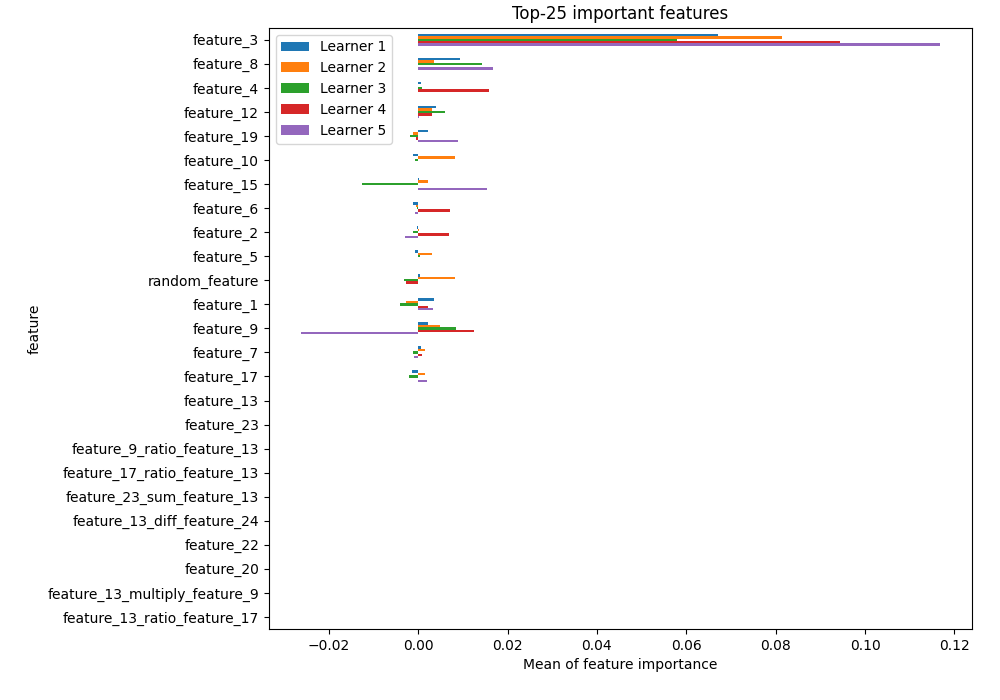 Top-25 important features
Learner 1
Learner 2
Learner 3
Learner 4
Learner 5
feature
feature_3
feature_8
feature_4
feature_12
feature_19
feature_10
feature_15
feature_6
feature_2
feature_5
random_feature
feature_1
feature_9
feature_7
feature_17
feature_13
feature_23
feature_9_ratio_feature_13
feature_17_ratio_feature_13
feature_23_sum_feature_13
feature_13_diff_feature_24
feature_22
feature_20
feature_13_multiply_feature_9
feature_13_ratio_feature_17
−0.02 0.00 0.02 0.04 0.06 0.08 0.10 0.12
Mean of feature importance